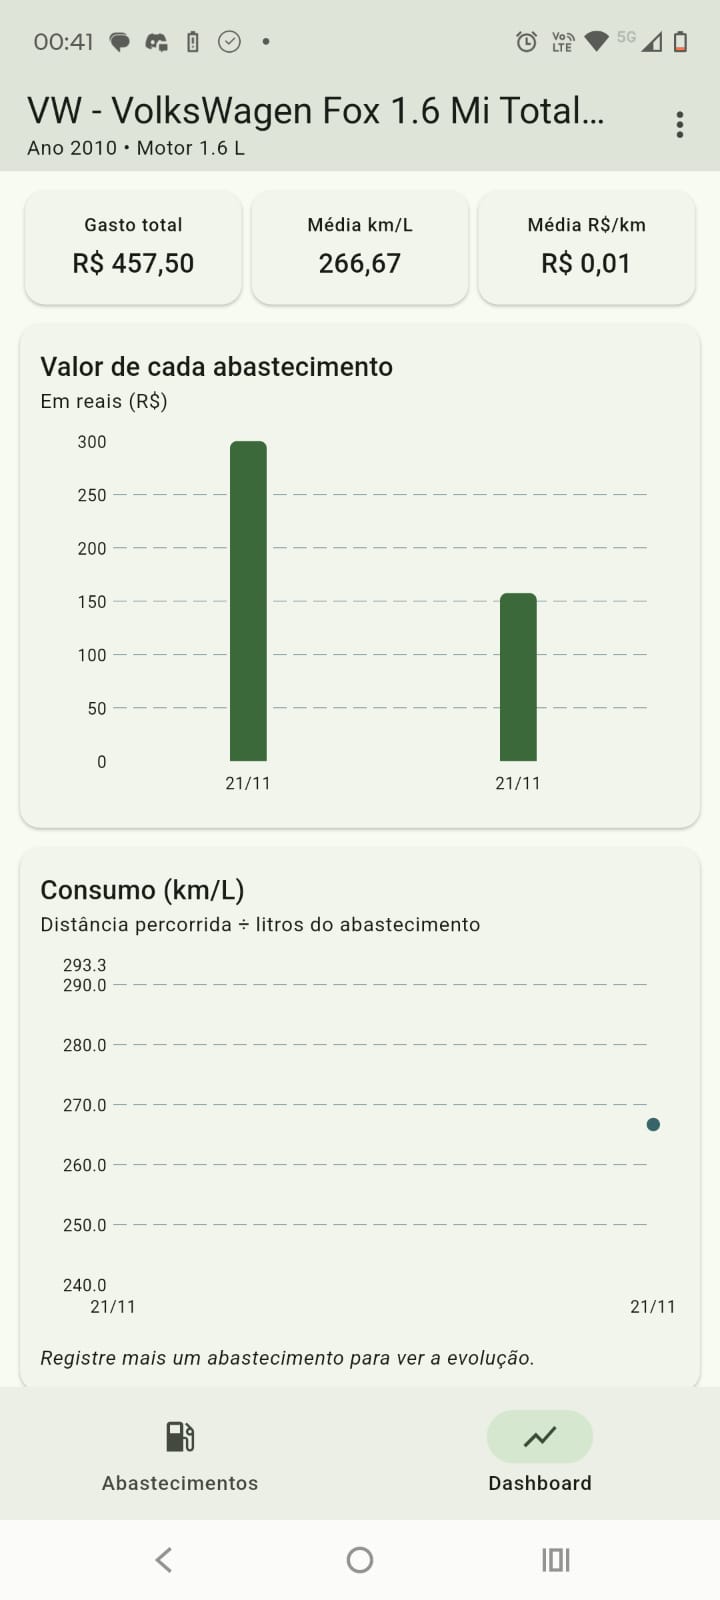 00:41
Vo))
LTE
5G
VW - VolksWagen Fox 1.6 Mi Total...
Ano 2010 • Motor 1.6 L
Gasto total
R$ 457,50
Média km/L
266,67
Média R$/km
R$ 0,01
Valor de cada abastecimento
Em reais (R$)
300
250
200
150
100
50
0
21/11
21/11
Consumo (km/L)
Distância percorrida ÷ litros do abastecimento
293.3
290.0
280.0
270.0
260.0
250.0
240.0
21/11
21/11
Registre mais um abastecimento para ver a evolução.
Abastecimentos
Dashboard